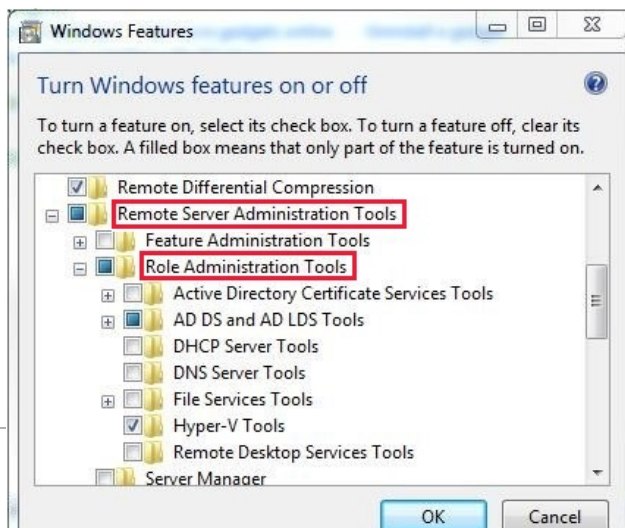 Windows Features
Turn Windows features on or off
To turn a feature on, select its check box. To turn a feature off, clear its
check box. A filled box means that only part of the feature is turned on.
Remote Differential Compression
Remote Server Administration Tools
Feature Administration Tools
Role Administration Tools
Active Directory Certificate Services Tools
AD DS and AD LDS Tools
DHCP Server Tools
DNS Server Tools
File Services Tools
Hyper-V Tools
Remote Desktop Services Tools
Server Manager
OK Cancel